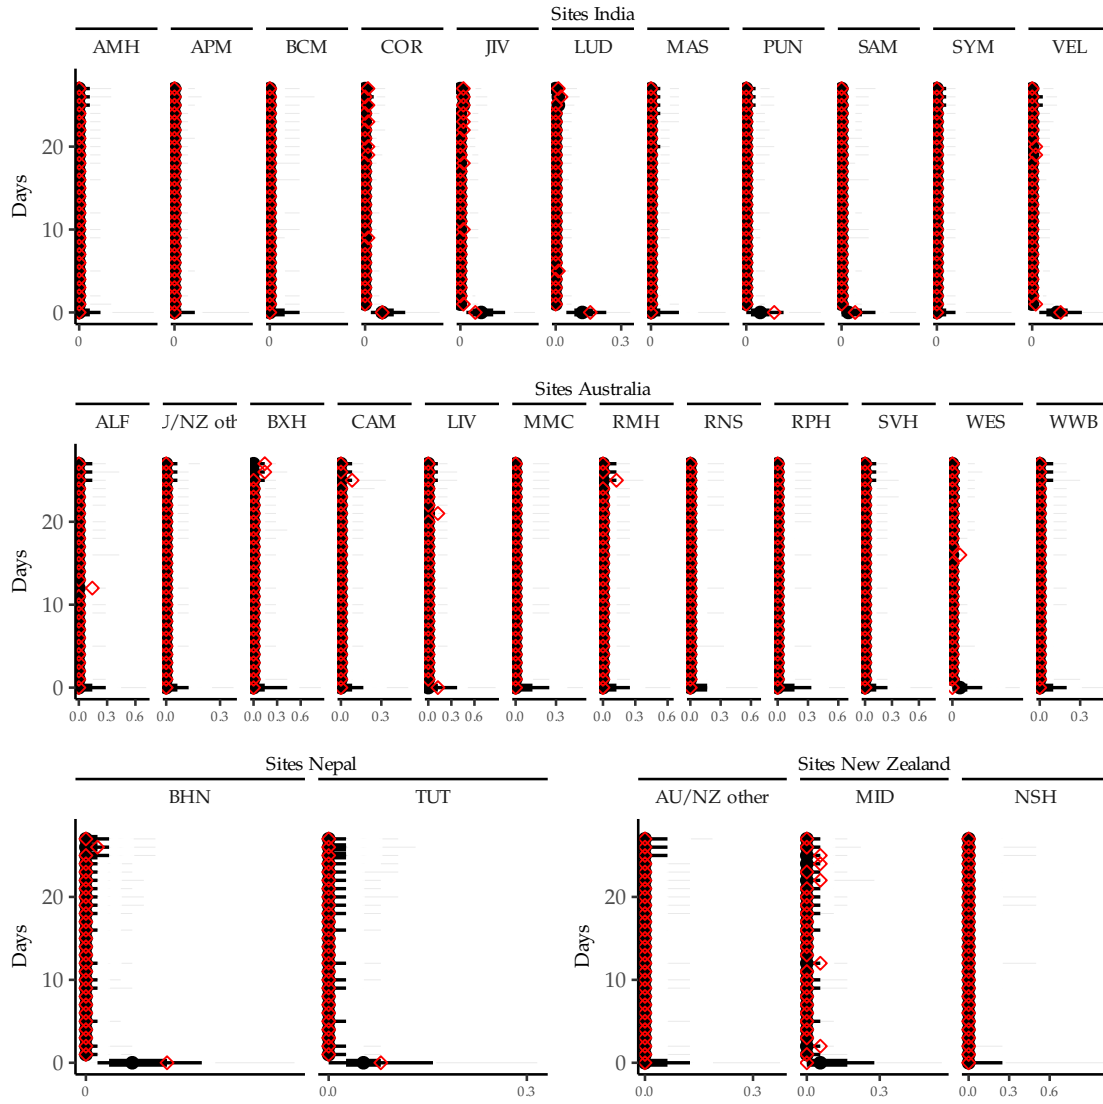 Sites India
AMH APM BCM COR JIV LUD MAS PUN SAM SYM VEL
Days
20
10
0
0 0 0 0 0 0.0 0.3 0 0 0 0 0
Sites Australia
ALF J/NZ oth BXH CAM LIV MMC RMH RNS RPH SVH WES WWB
Days
20
10
0
0.0 0.3 0.6 0.0 0.3 0.0 0.3 0.6 0.0 0.3 0.0 0.3 0.6 0.0 0.3 0.0 0.3 0.6 0.0 0.3 0.6 0.0 0.3 0.6 0.0 0.3 0.6 0 0.0 0.3
Sites Nepal Sites New Zealand
BHN TUT AU/NZ other MID NSH
Days Days
20 20
10 10
0 0
0 0.0 0.3 0.0 0.3 0.0 0.3 0.0 0.3 0.6